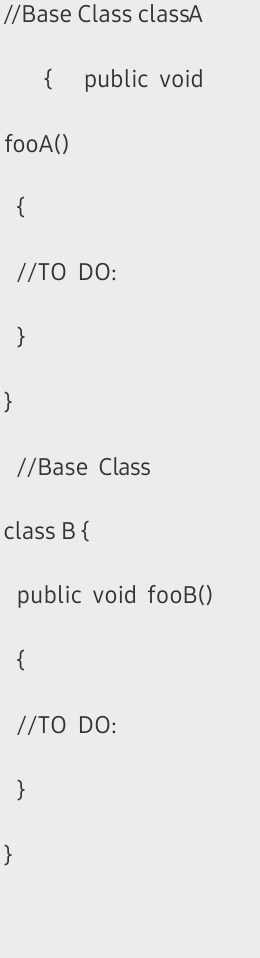 //Base Class classA
{ public void
fooA()
{
//TO DO:
}
}
//Base Class
class B {
public void fooB()
{
//TO DO:
}
}